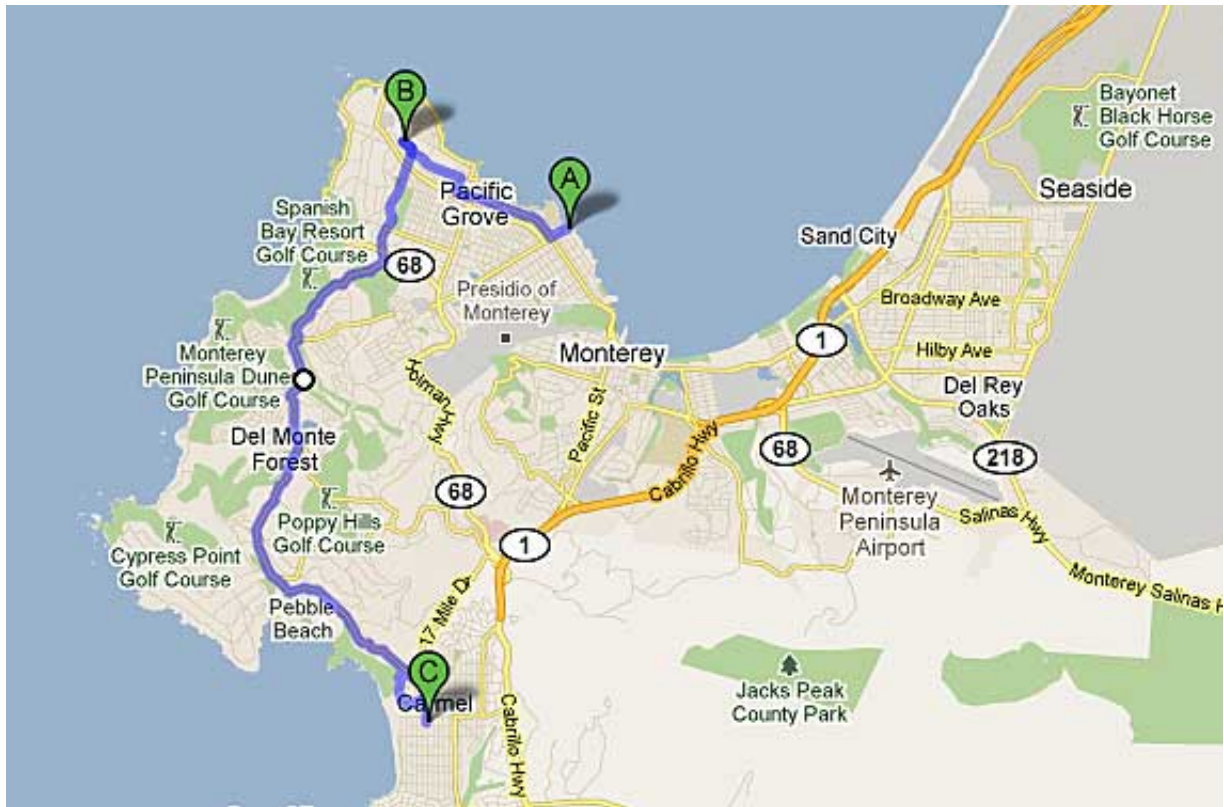 B
A
Bayonet
Black Horse
Golf Course
Pacific
Grove
Seaside
Spanish
Bay Resort
Golf Course
Sand City
68
Presidio of
Monterey
Broadway Ave
1
Hilby Ave
Monterey
Peninsula Dune
Golf Course
Monterey
Holman Hwy
Pacific St
Del Rey
Oaks
Del Monte
Forest
Cabrillo Hwy
68
218
68
Monterey
Peninsula
Airport
Salinas Hwy
Poppy Hills
Golf Course
1
Cypress Point
Golf Course
Monterey Salinas H
17 Mile Dr
Pebble
Beach
C
Carmel
Cabrillo Hwy
Jacks Peak
County Park